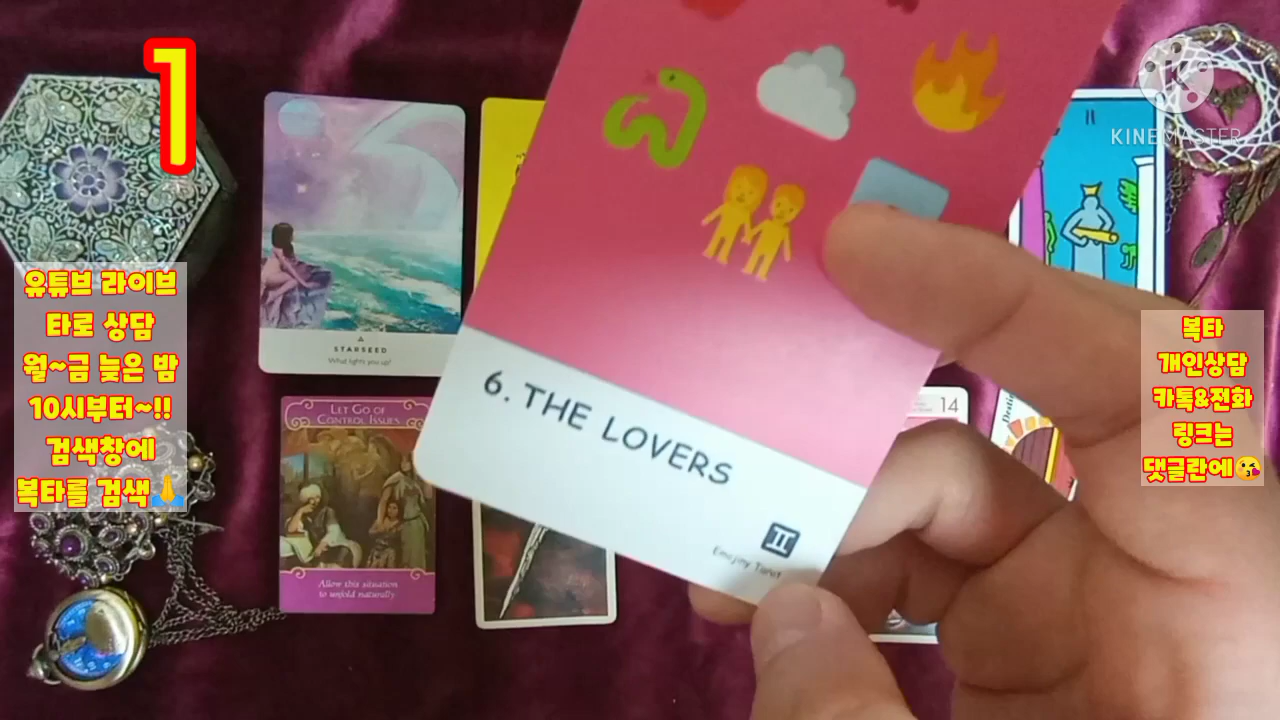 1
KINEMASTER
유튜브 라이브
타로 상담
월~금 늦은 밤
10시부터~!!
검색창에
복타를 검색🙏
복타
개인상담
카톡&전화
링크는
댓글란에😘
STARSEED
What lights you up?
LET GO OF
CONTROL ISSUES
Allow this situation
to unfold naturally
6. THE LOVERS
Emojmy Tarot
II
14